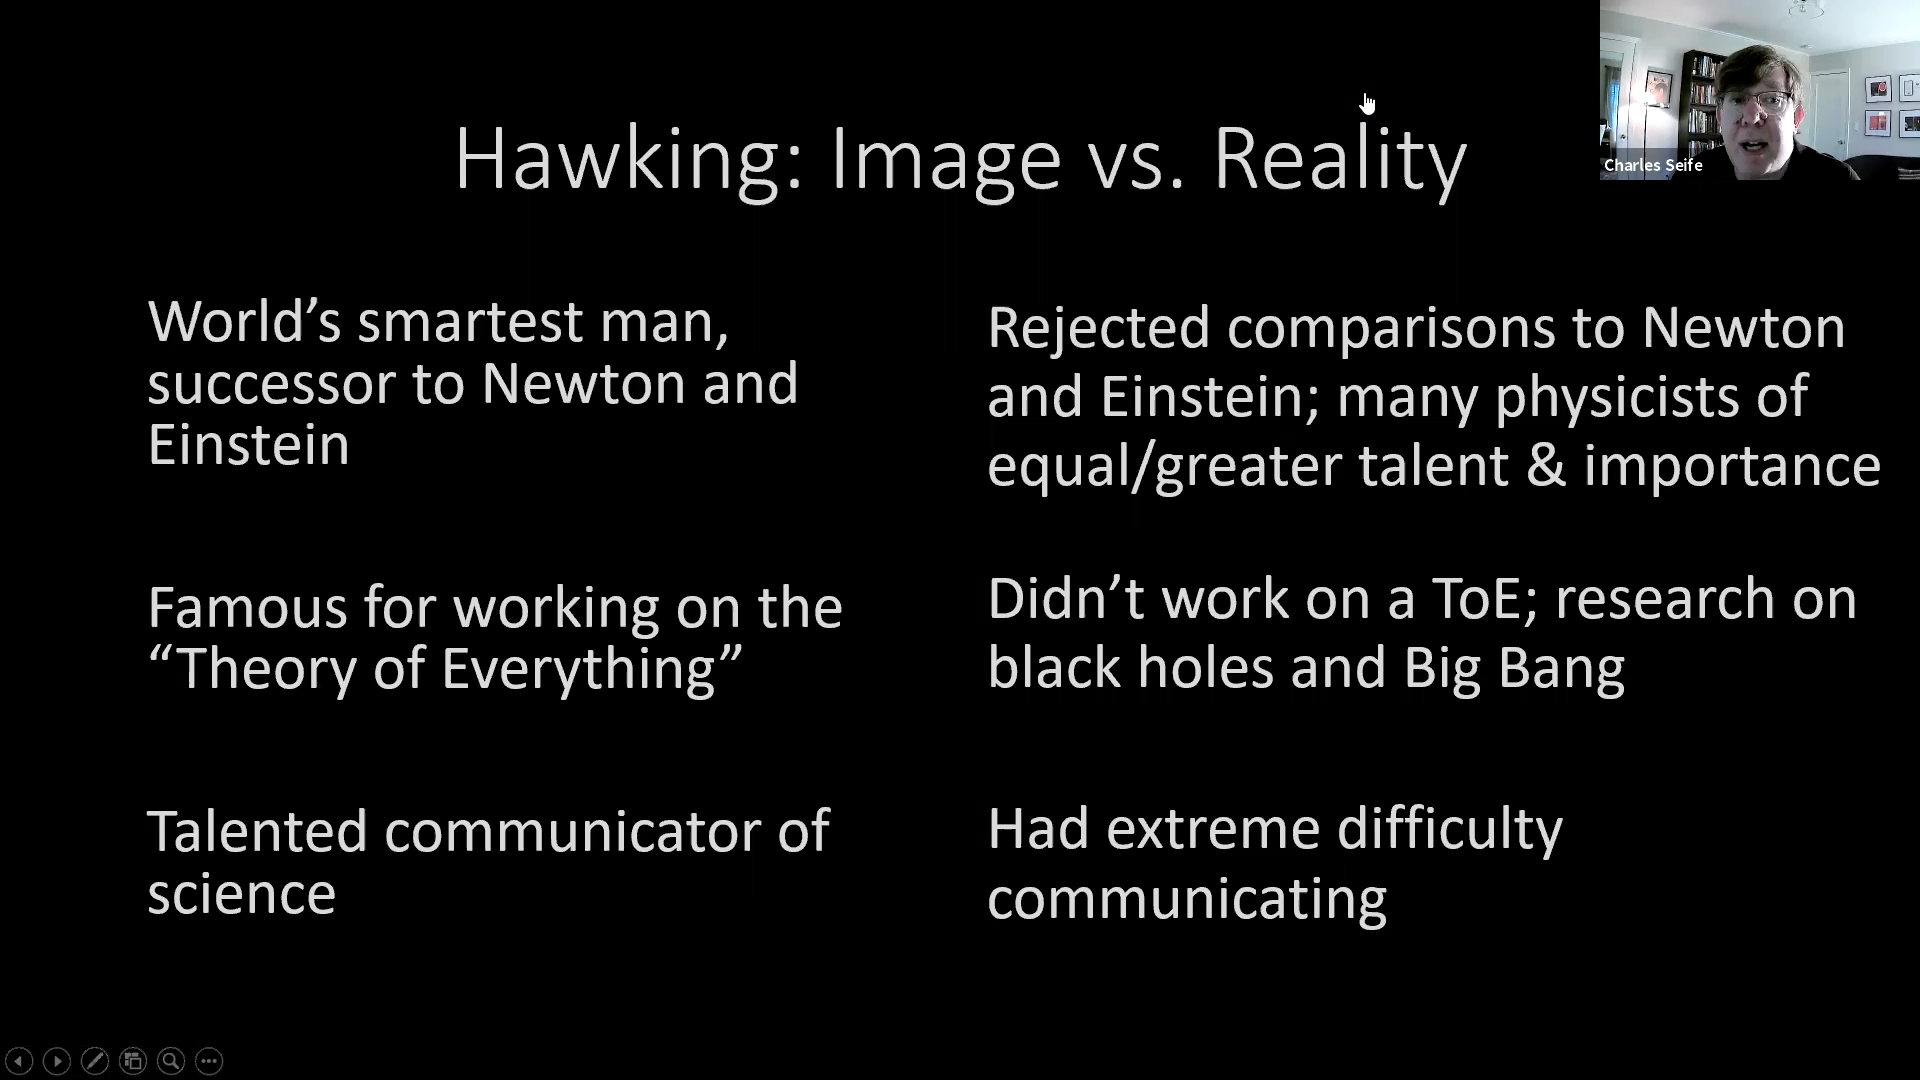 Hawking: Image vs. Reality
Charles Seife
World’s smartest man,
successor to Newton and
Einstein
Rejected comparisons to Newton
and Einstein; many physicists of
equal/greater talent & importance
Famous for working on the
“Theory of Everything”
Didn’t work on a ToE; research on
black holes and Big Bang
Talented communicator of
science
Had extreme difficulty
communicating